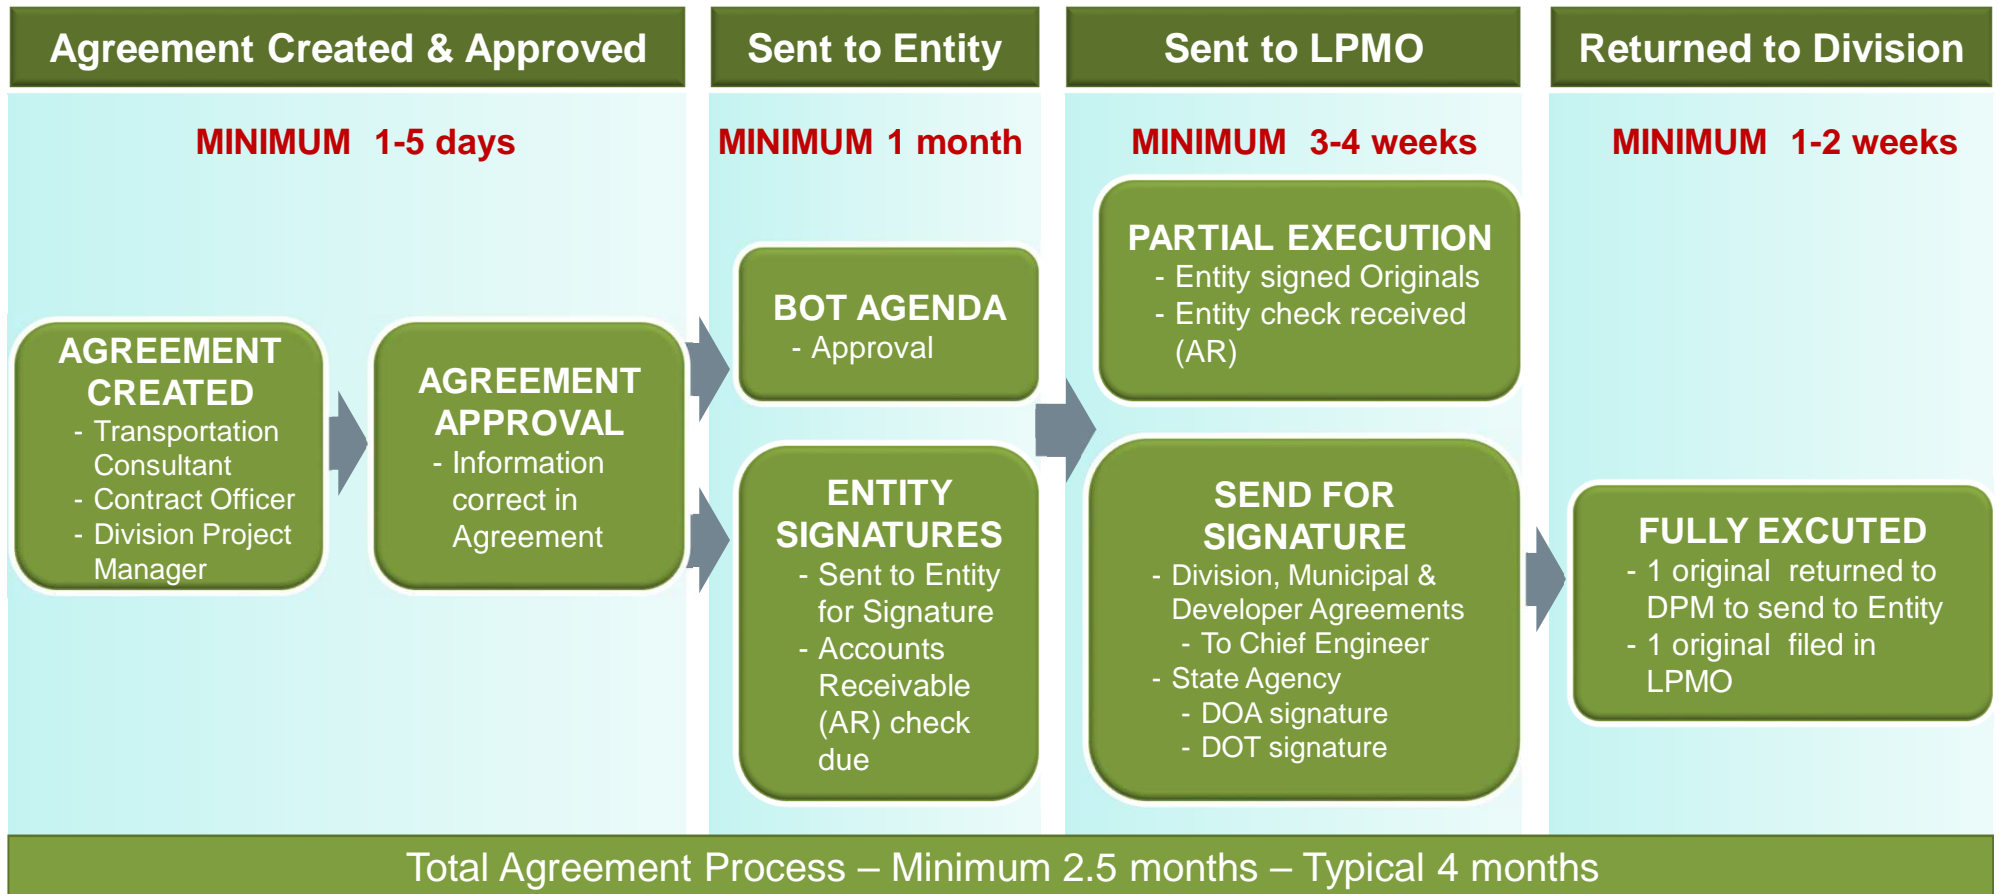 Agreement Created & Approved
MINIMUM 1-5 days
AGREEMENT
CREATED
- Transportation
Consultant
- Contract Officer
- Division Project
Manager
AGREEMENT
APPROVAL
- Information
correct in
Agreement
Sent to Entity
MINIMUM 1 month
BOT AGENDA
- Approval
ENTITY
SIGNATURES
- Sent to Entity
for Signature
- Accounts
Receivable
(AR) check
due
Sent to LPMO
MINIMUM 3-4 weeks
PARTIAL EXECUTION
- Entity signed Originals
- Entity check received
(AR)
SEND FOR
SIGNATURE
- Division, Municipal &
Developer Agreements
- To Chief Engineer
- State Agency
- DOA signature
- DOT signature
Returned to Division
MINIMUM 1-2 weeks
FULLY EXCUTED
- 1 original returned to
DPM to send to Entity
- 1 original filed in
LPMO
Total Agreement Process – Minimum 2.5 months – Typical 4 months